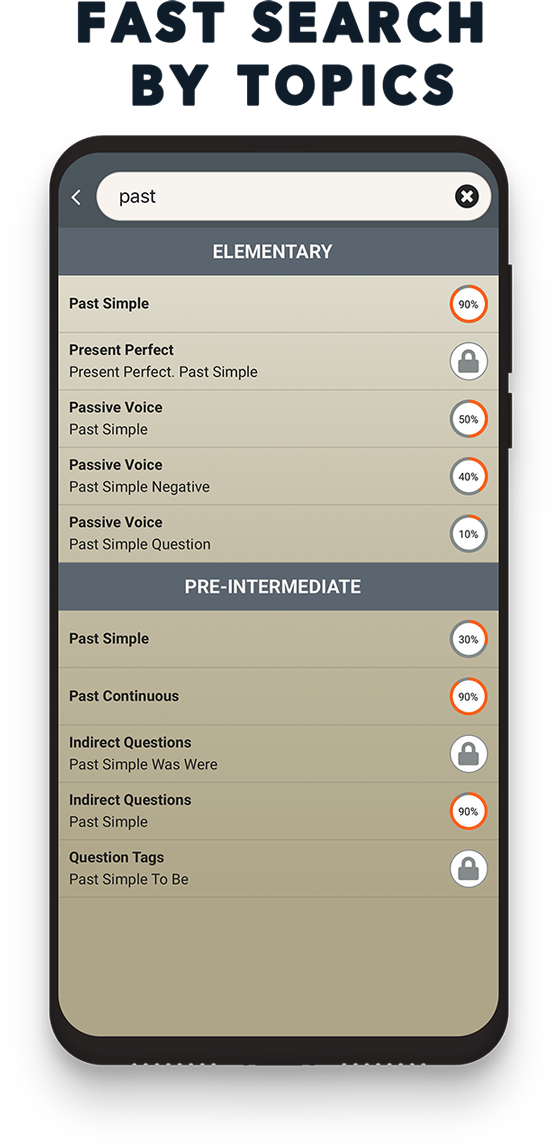 FAST SEARCH
BY TOPICS
past
ELEMENTARY
Past Simple
90%
Present Perfect
Present Perfect. Past Simple
Passive Voice
Past Simple
50%
Passive Voice
Past Simple Negative
40%
Passive Voice
Past Simple Question
10%
PRE-INTERMEDIATE
Past Simple
30%
Past Continuous
90%
Indirect Questions
Past Simple Was Were
Indirect Questions
Past Simple
90%
Question Tags
Past Simple To Be